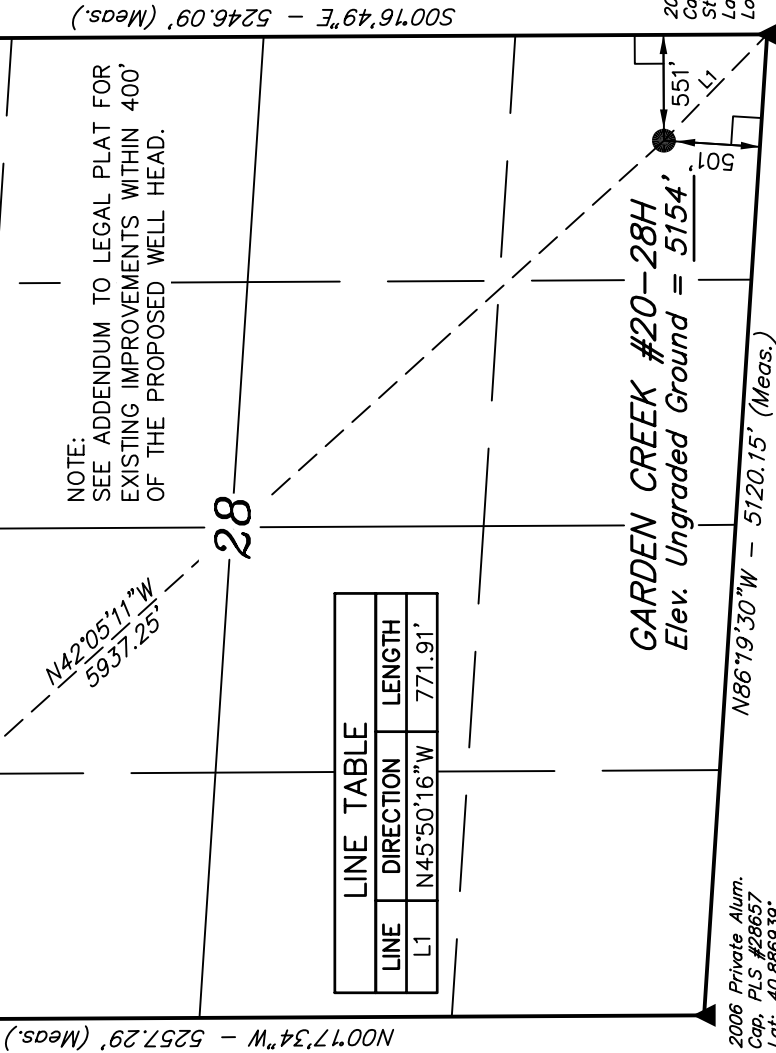 S00°16'49"E - 5246.09' (Meas.)
NOTE:
SEE ADDENDUM TO LEGAL PLAT FOR
EXISTING IMPROVEMENTS WITHIN 400'
OF THE PROPOSED WELL HEAD.
551'
L1
501'
28
N42°05'11"W
5937.25'
GARDEN CREEK #20-28H
Elev. Ungraded Ground = 5154'
LINE TABLE
LINE DIRECTION LENGTH
L1 N45°50'16"W 771.91'
N86°19'30"W - 5120.15' (Meas.)
N00°17'34"W - 5257.29' (Meas.)
2006 Private Alum.
Cap, PLS #28657
Lat: 40.886939°